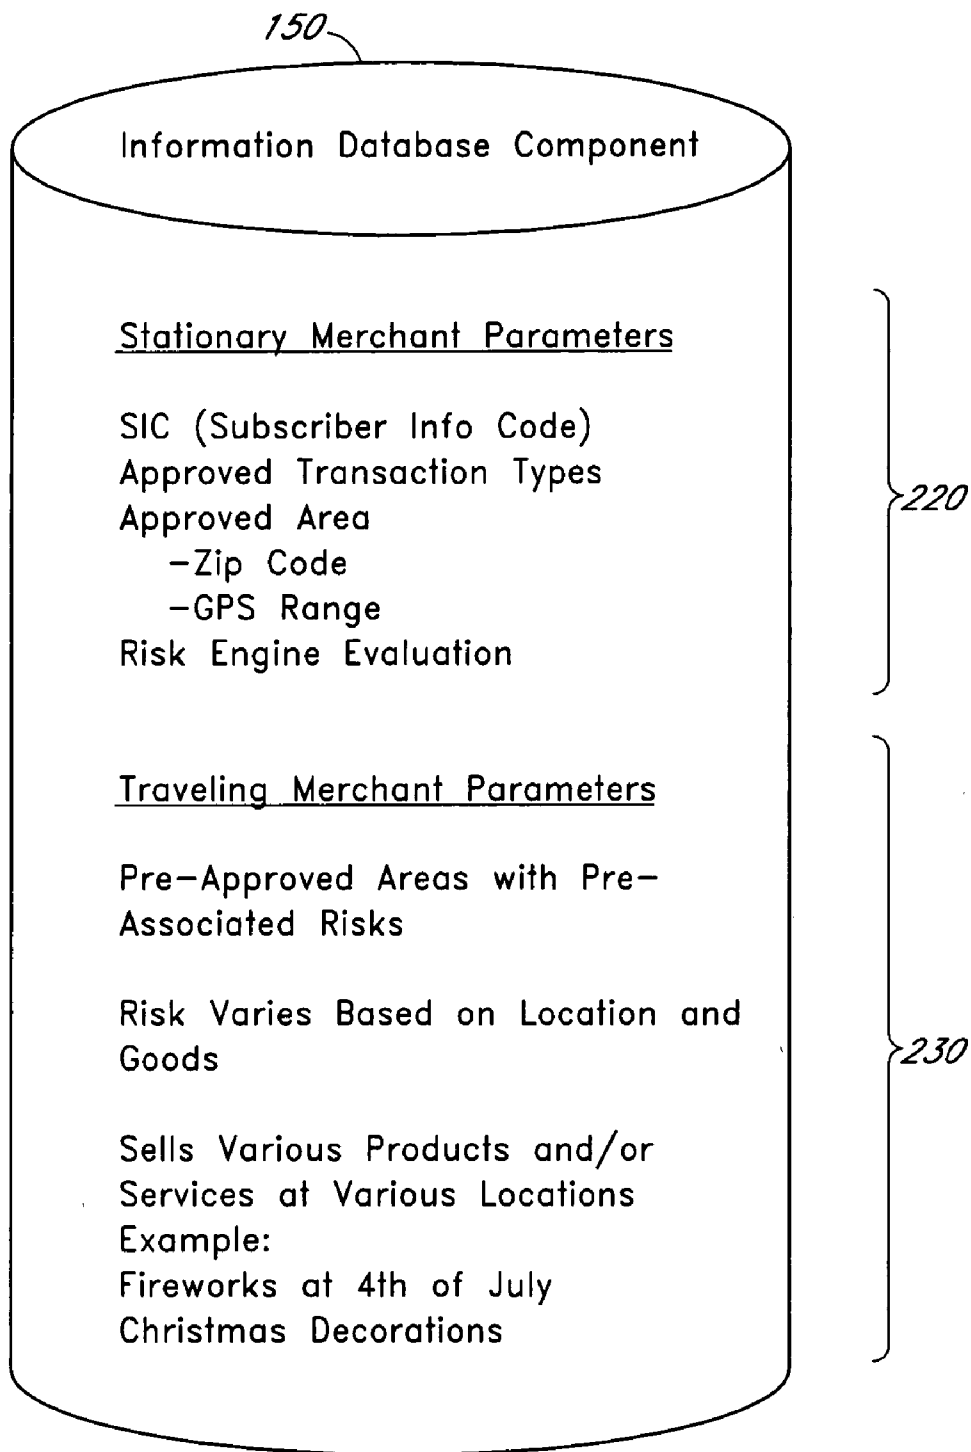 150
Information Database Component
Stationary Merchant Parameters
SIC (Subscriber Info Code)
Approved Transaction Types
Approved Area
-Zip Code
-GPS Range
Risk Engine Evaluation
220
Traveling Merchant Parameters
Pre-Approved Areas with Pre-
Associated Risks
Risk Varies Based on Location and
Goods
230
Sells Various Products and/or
Services at Various Locations
Example:
Fireworks at 4th of July
Christmas Decorations